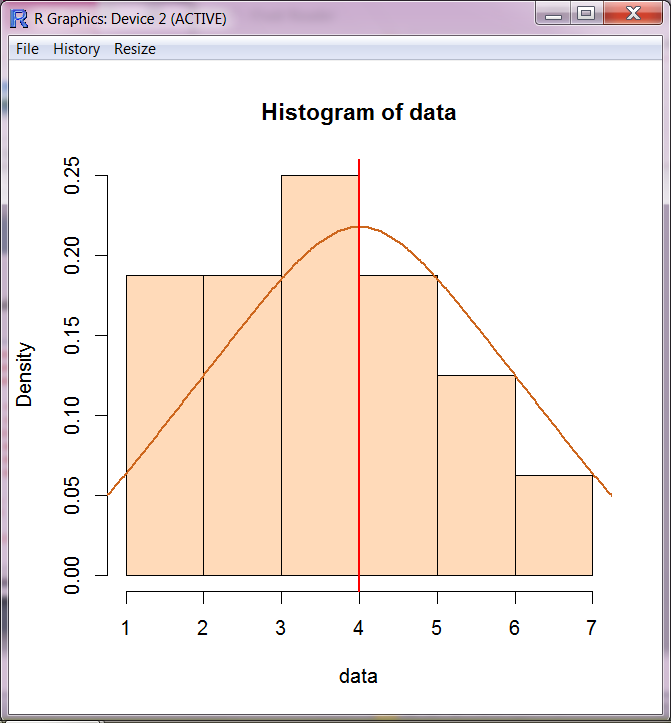 R Graphics: Device 2 (ACTIVE)
File History Resize
Histogram of data
0.25
0.20
0.15
0.10
0.05
0.00
Density
1 2 3 4 5 6 7
data